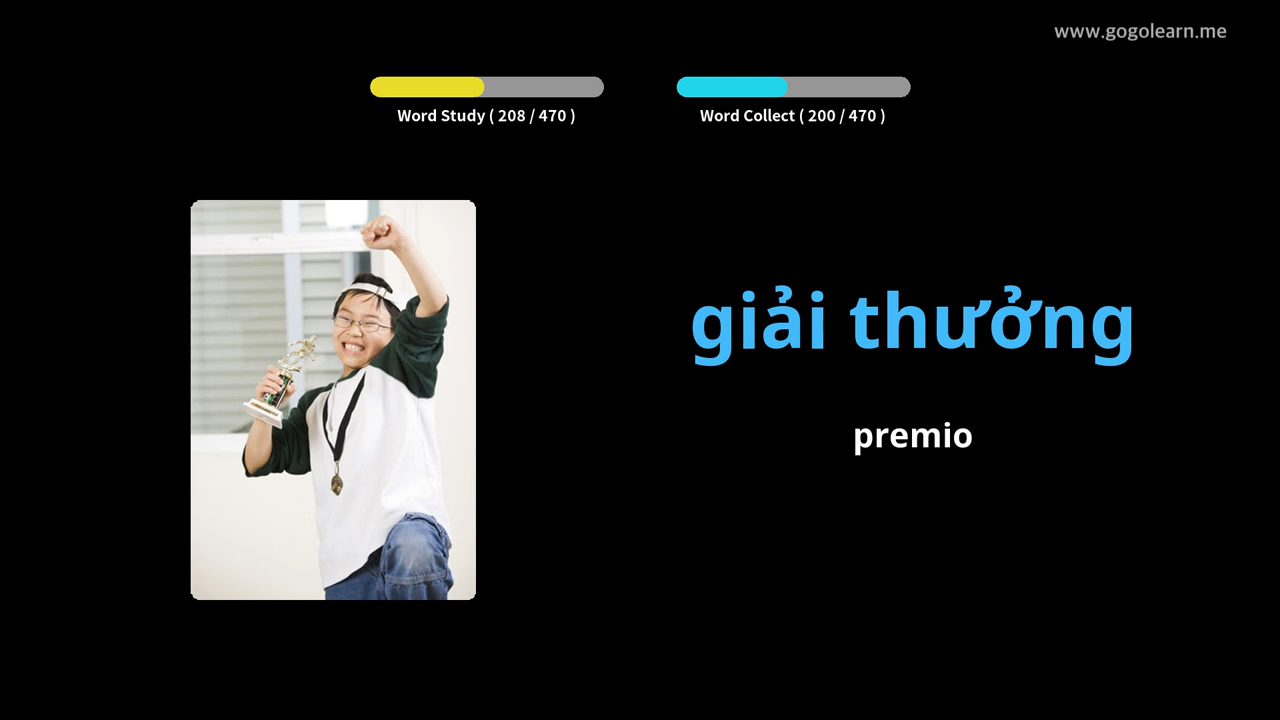 www.gogolearn.me
Word Study ( 208 / 470 )
Word Collect ( 200 / 470 )
giải thưởng
premio